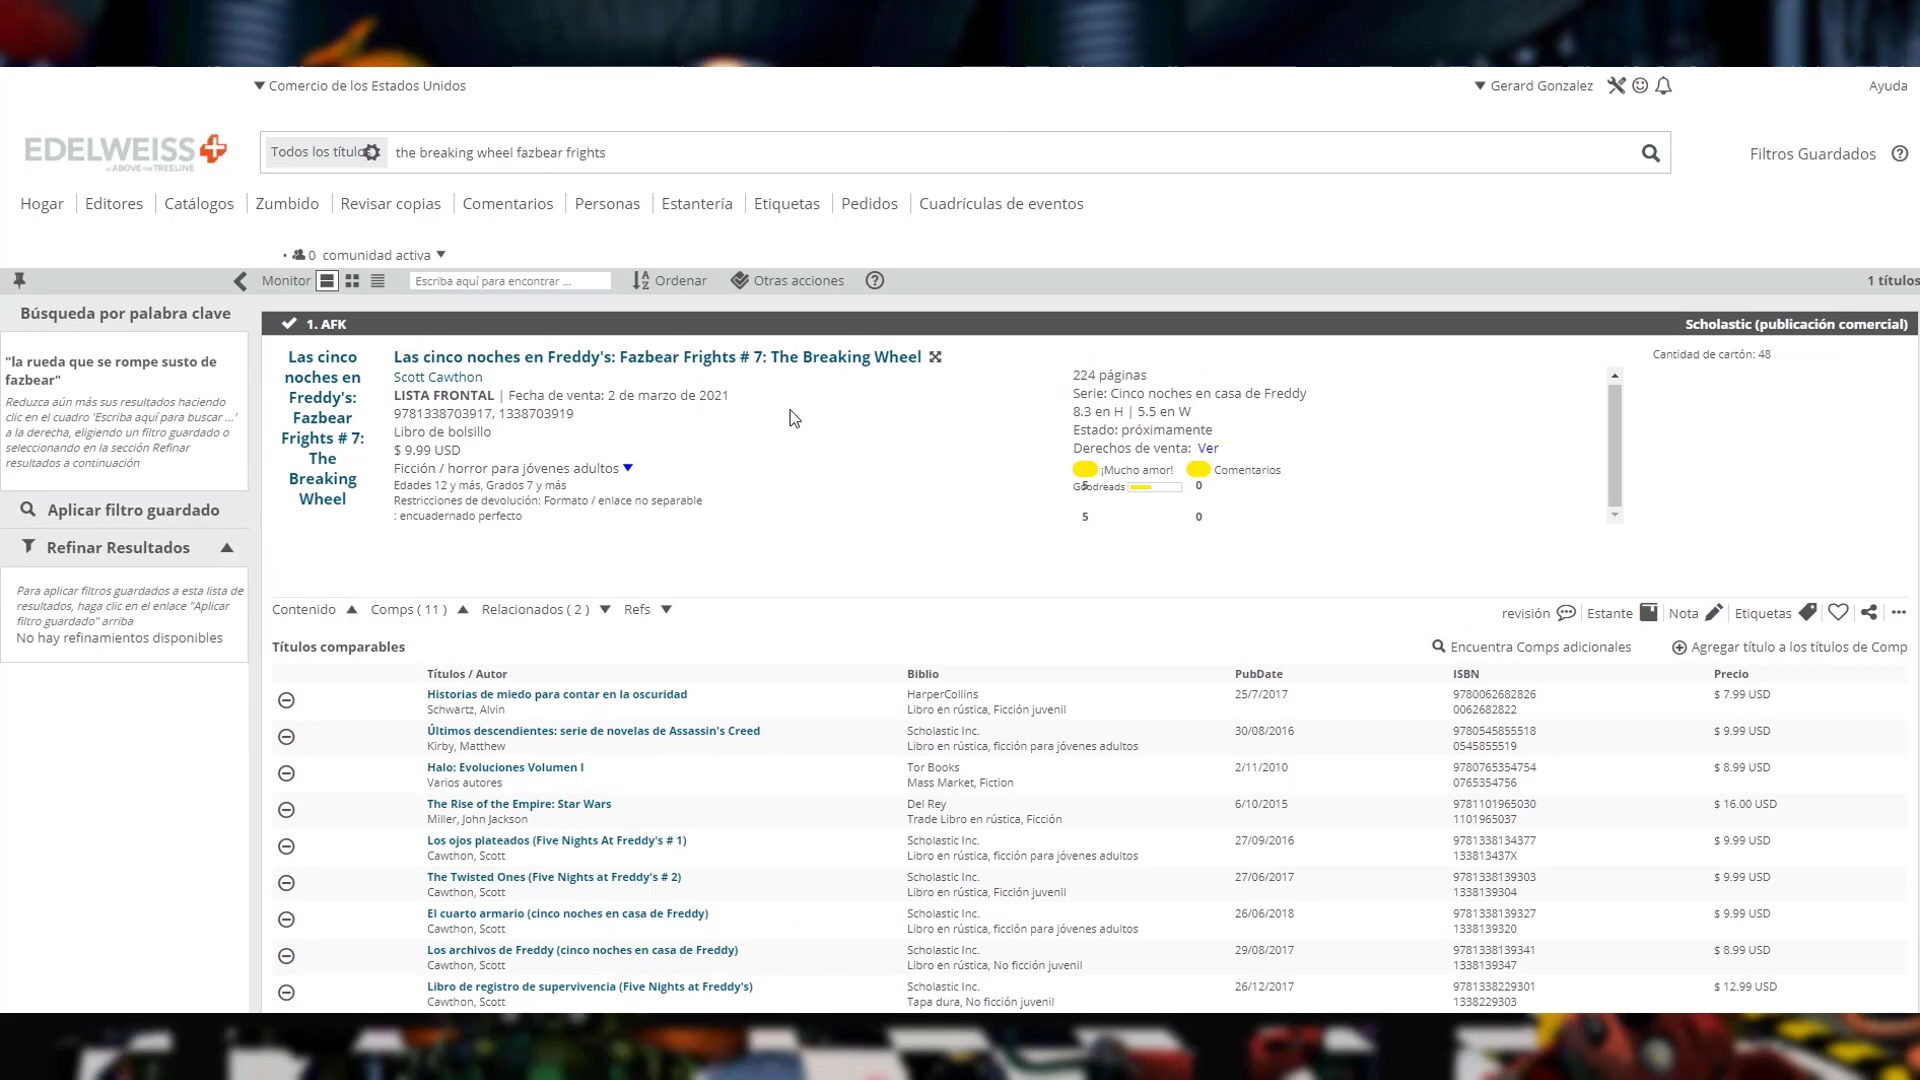 Comercio de los Estados Unidos
Gerard Gonzalez
Ayuda
EDELWEISS+
BY ABOVE THE TREELINE
Todos los títulos
the breaking wheel fazbear frights
Filtros Guardados
Hogar
Editores
Catálogos
Zumbido
Revisar copias
Comentarios
Personas
Estantería
Etiquetas
Pedidos
Cuadrículas de eventos
0 comunidad activa
Monitor
Escriba aquí para encontrar ...
Ordenar
Otras acciones
1 títulos
Búsqueda por palabra clave
"la rueda que se rompe susto de
fazbear"
Reduzca aún más sus resultados haciendo
clic en el cuadro 'Escriba aquí para buscar ...'
a la derecha, eligiendo un filtro guardado o
seleccionando en la sección Refinar
resultados a continuación
Aplicar filtro guardado
Refinar Resultados
Para aplicar filtros guardados a esta lista de
resultados, haga clic en el enlace "Aplicar
filtro guardado" arriba
No hay refinamientos disponibles
1. AFK
Scholastic (publicación comercial)
Las cinco
noches en
Freddy's:
Fazbear
Frights # 7:
The
Breaking
Wheel
Las cinco noches en Freddy's: Fazbear Frights # 7: The Breaking Wheel
Scott Cawthon
LISTA FRONTAL | Fecha de venta: 2 de marzo de 2021
9781338703917, 1338703919
Libro de bolsillo
$ 9.99 USD
Ficción / horror para jóvenes adultos
Edades 12 y más, Grados 7 y más
Restricciones de devolución: Formato / enlace no separable
: encuadernado perfecto
224 páginas
Serie: Cinco noches en casa de Freddy
8.3 en H | 5.5 en W
Estado: próximamente
Derechos de venta: Ver
¡Mucho amor!
Comentarios
5
0
Goodreads
5
0
Cantidad de cartón: 48
Contenido
Comps ( 11 )
Relacionados ( 2 )
Refs
revisión
Estante
Nota
Etiquetas
Títulos comparables
Encuentra Comps adicionales
Agregar título a los títulos de Comp
Títulos / Autor Biblio PubDate ISBN Precio
Historias de miedo para contar en la oscuridad HarperCollins 25/7/2017 9780062682826 $ 7.99 USD
Schwartz, Alvin Libro en rústica, Ficción juvenil 0062682822
Últimos descendientes: serie de novelas de Assassin's Creed Scholastic Inc. 30/08/2016 9780545855518 $ 9.99 USD
Kirby, Matthew Libro en rústica, ficción para jóvenes adultos 0545855519
Halo: Evoluciones Volumen I Tor Books 2/11/2010 9780765354754 $ 8.99 USD
Varios autores Mass Market, Fiction 0765354756
The Rise of the Empire: Star Wars Del Rey 6/10/2015 9781101965030 $ 16.00 USD
Miller, John Jackson Trade Libro en rústica, Ficción 1101965037
Los ojos plateados (Five Nights At Freddy's # 1) Scholastic Inc. 27/09/2016 9781338134377 $ 9.99 USD
Cawthon, Scott Libro en rústica, ficción para jóvenes adultos 133813437X
The Twisted Ones (Five Nights at Freddy's # 2) Scholastic Inc. 27/06/2017 9781338139303 $ 9.99 USD
Cawthon, Scott Libro en rústica, Ficción juvenil 1338139304
El cuarto armario (cinco noches en casa de Freddy) Scholastic Inc. 26/06/2018 9781338139327 $ 9.99 USD
Cawthon, Scott Libro en rústica, ficción para jóvenes adultos 1338139320
Los archivos de Freddy (cinco noches en casa de Freddy) Scholastic Inc. 29/08/2017 9781338139341 $ 8.99 USD
Cawthon, Scott Libro en rústica, No ficción juvenil 1338139347
Libro de registro de supervivencia (Five Nights at Freddy's) Scholastic Inc. 26/12/2017 9781338229301 $ 12.99 USD
Cawthon, Scott Tapa dura, No ficción juvenil 1338229303